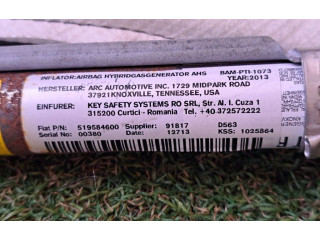 INFLATOR:AIRBAG HYBRIDGASGENERATOR AHS BAM-PTI-1073
YEAR:2013
HERSTELLER: ARC AUTOMOTIVE INC. 1729 MIDPARK ROAD
37921KNOXVILLE, TENNESSEE, USA
EINFURER: KEY SAFETY SYSTEMS RO SRL, Str. Al. I. Cuza 1
315200 Curtici - Romania Tel. +40-372572222
Fiat P/N: 519584600 Supplier: 91817 D563
Serial No: 00380 Date: 12713 KSS: 1025864